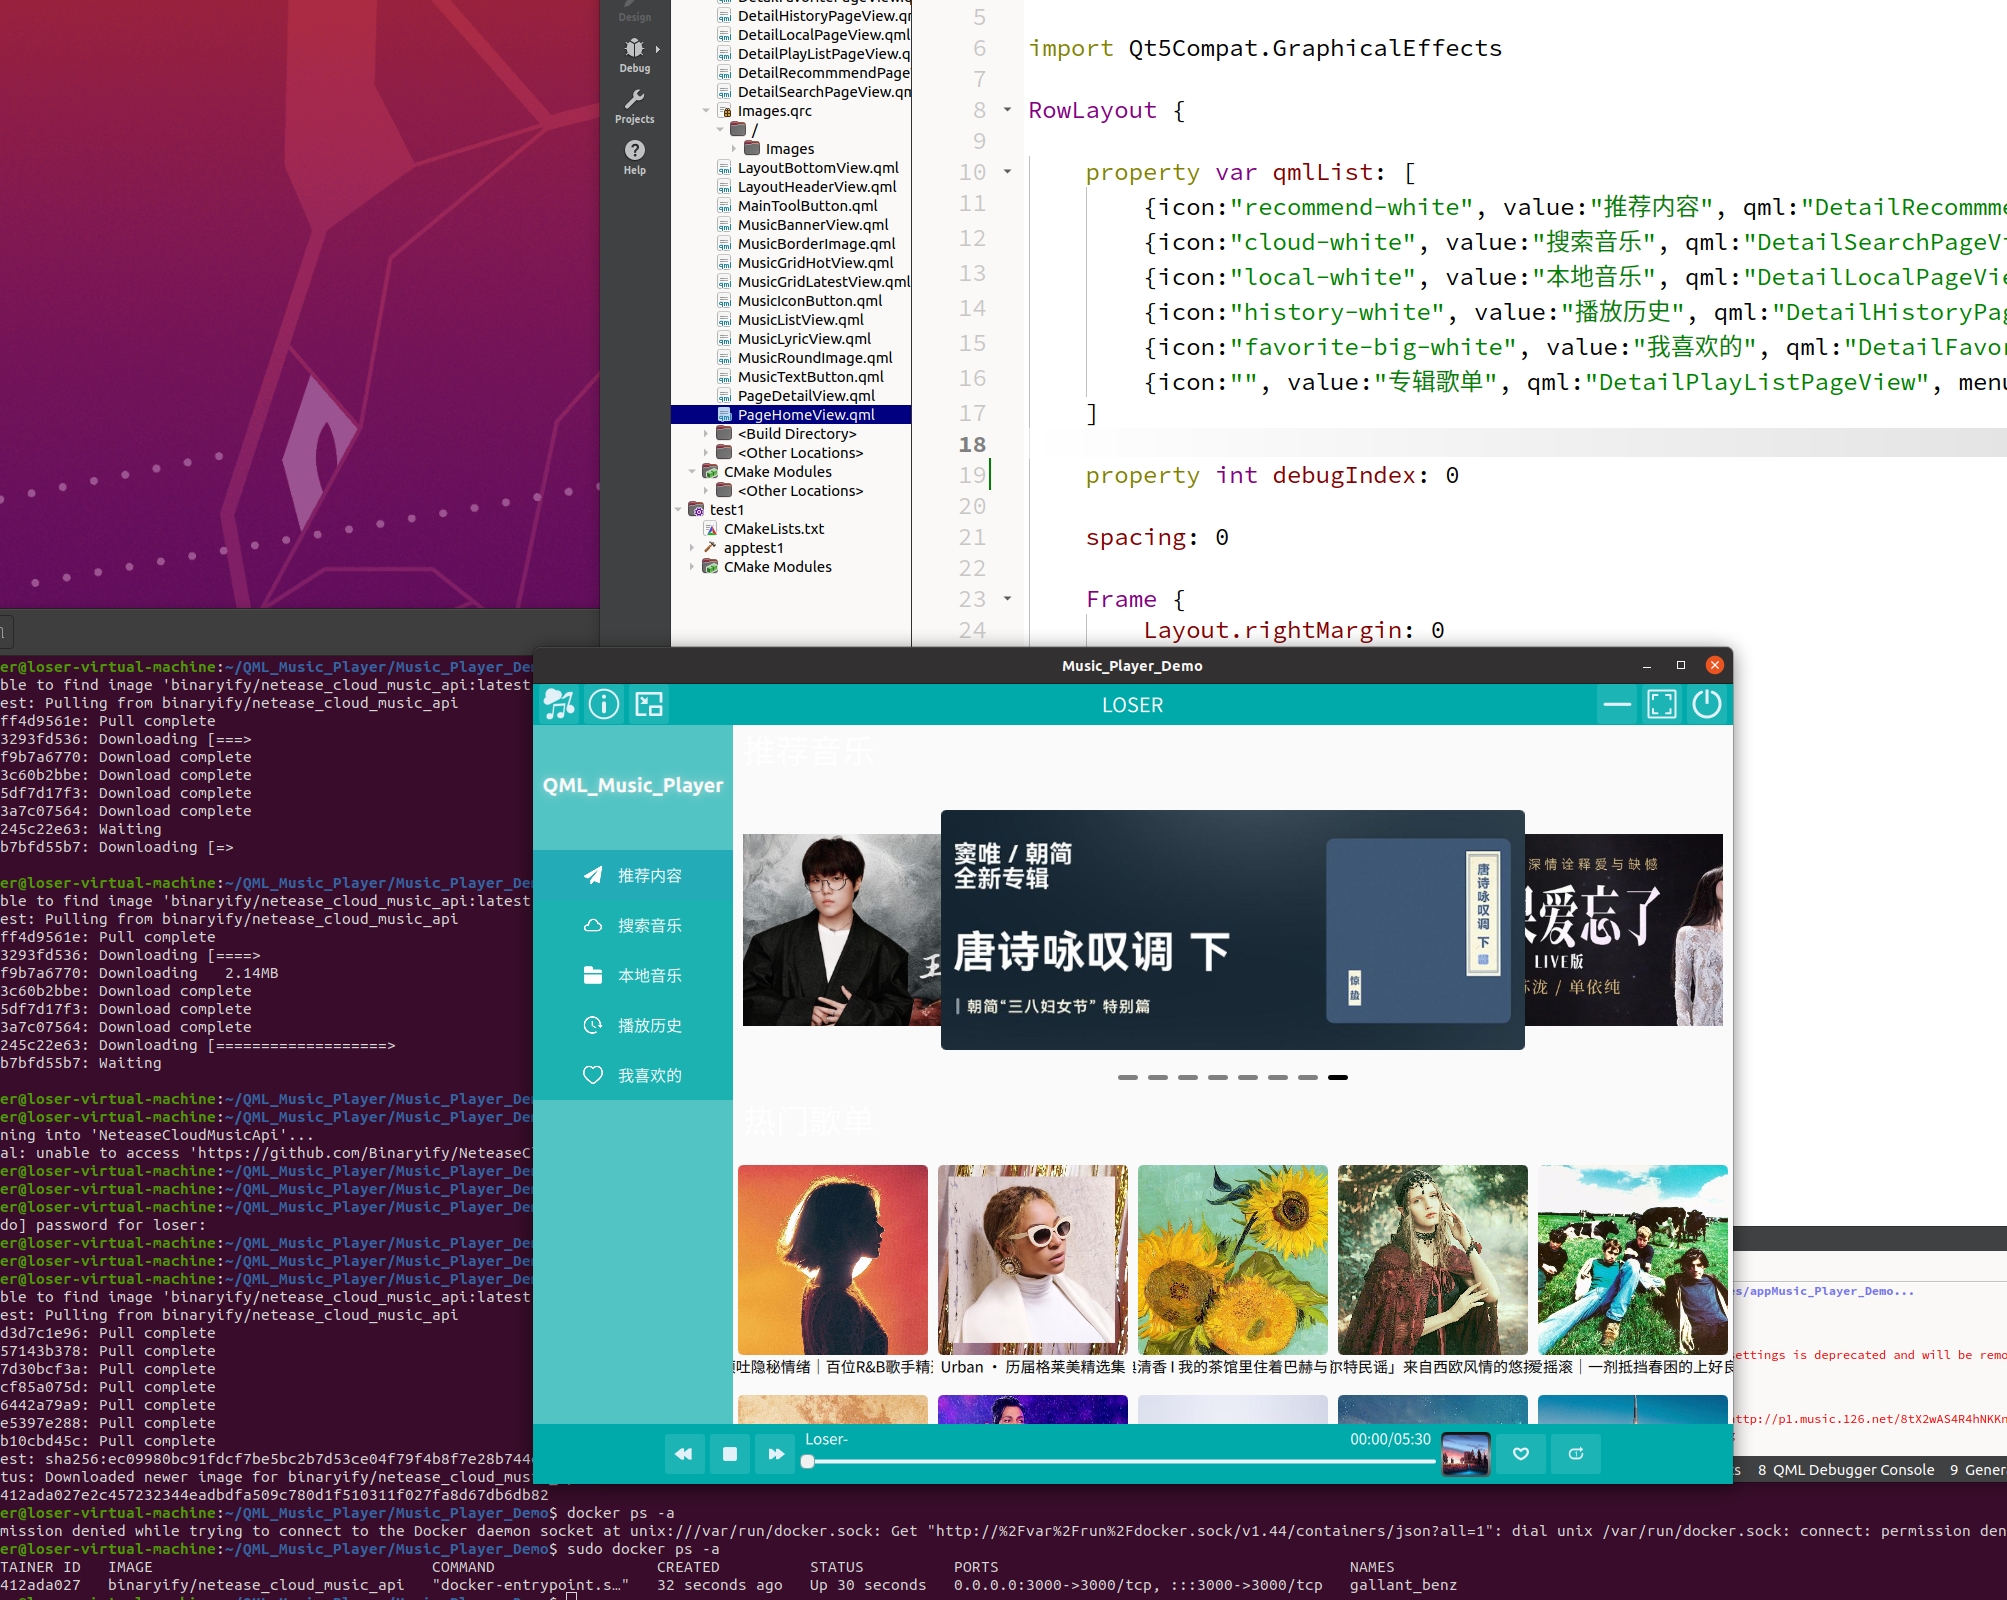 Design
Debug
Projects
Help
DetailHistoryPageView.qr
DetailLocalPageView.qml
DetailPlayListPageView.q
DetailRecommmendPage
DetailSearchPageView.qm
Images.qrc
/
Images
LayoutBottomView.qml
LayoutHeaderView.qml
MainToolButton.qml
MusicBannerView.qml
MusicBorderImage.qml
MusicGridHotView.qml
MusicGridLatestView.qml
MusicIconButton.qml
MusicListView.qml
MusicLyricView.qml
MusicRoundImage.qml
MusicTextButton.qml
PageDetailView.qml
PageHomeView.qml
<Build Directory>
<Other Locations>
CMake Modules
<Other Locations>
test1
CMakeLists.txt
apptest1
CMake Modules
5
6 import Qt5Compat.GraphicalEffects
7
8 RowLayout {
9
10 property var qmlList: [
11 {icon:"recommend-white", value:"推荐内容", qml:"DetailRecommme
12 {icon:"cloud-white", value:"搜索音乐", qml:"DetailSearchPageVi
13 {icon:"local-white", value:"本地音乐", qml:"DetailLocalPageVie
14 {icon:"history-white", value:"播放历史", qml:"DetailHistoryPag
15 {icon:"favorite-big-white", value:"我喜欢的", qml:"DetailFavor
16 {icon:"", value:"专辑歌单", qml:"DetailPlayListPageView", menu
17 ]
18
19 property int debugIndex: 0
20
21 spacing: 0
22
23 Frame {
24 Layout.rightMargin: 0
er@loser-virtual-machine:~/QML_Music_Player/Music_Player_De
ble to find image 'binaryify/netease_cloud_music_api:latest
est: Pulling from binaryify/netease_cloud_music_api
ff4d9561e: Pull complete
3293fd536: Downloading [===>
f9b7a6770: Download complete
3c60b2bbe: Download complete
5df7d17f3: Download complete
3a7c07564: Download complete
245c22e63: Waiting
b7bfd55b7: Downloading [=>
er@loser-virtual-machine:~/QML_Music_Player/Music_Player_De
ble to find image 'binaryify/netease_cloud_music_api:latest
est: Pulling from binaryify/netease_cloud_music_api
ff4d9561e: Pull complete
3293fd536: Downloading [====>
f9b7a6770: Downloading   2.14MB
3c60b2bbe: Download complete
5df7d17f3: Download complete
3a7c07564: Download complete
245c22e63: Downloading [===================>
b7bfd55b7: Waiting
er@loser-virtual-machine:~/QML_Music_Player/Music_Player_De
er@loser-virtual-machine:~/QML_Music_Player/Music_Player_De
ning into 'NeteaseCloudMusicApi'...
al: unable to access 'https://github.com/Binaryify/NeteaseC
er@loser-virtual-machine:~/QML_Music_Player/Music_Player_De
er@loser-virtual-machine:~/QML_Music_Player/Music_Player_De
er@loser-virtual-machine:~/QML_Music_Player/Music_Player_De
do] password for loser:
er@loser-virtual-machine:~/QML_Music_Player/Music_Player_De
er@loser-virtual-machine:~/QML_Music_Player/Music_Player_De
er@loser-virtual-machine:~/QML_Music_Player/Music_Player_De
ble to find image 'binaryify/netease_cloud_music_api:latest
est: Pulling from binaryify/netease_cloud_music_api
d3d7c1e96: Pull complete
57143b378: Pull complete
7d30bcf3a: Pull complete
cf85a075d: Pull complete
6442a79a9: Pull complete
e5397e288: Pull complete
b10cbd45c: Pull complete
est: sha256:ec09980bc91fdcf7be5bc2b7d53ce04f79f4b8f7e28b744
tus: Downloaded newer image for binaryify/netease_cloud_mus
412ada027e2c457232344eadbdfa509c780d1f510311f027fa8d67db6db82
er@loser-virtual-machine:~/QML_Music_Player/Music_Player_Demo$ docker ps -a
mission denied while trying to connect to the Docker daemon socket at unix:///var/run/docker.sock: Get "http://%2Fvar%2Frun%2Fdocker.sock/v1.44/containers/json?all=1": dial unix /var/run/docker.sock: connect: permission den
er@loser-virtual-machine:~/QML_Music_Player/Music_Player_Demo$ sudo docker ps -a
TAINER ID   IMAGE   COMMAND   CREATED   STATUS   PORTS   NAMES
412ada027   binaryify/netease_cloud_music_api   "docker-entrypoint.s…"   32 seconds ago   Up 30 seconds   0.0.0.0:3000->3000/tcp, :::3000->3000/tcp   gallant_benz
Music_Player_Demo
LOSER
QML_Music_Player
推荐内容
搜索音乐
本地音乐
播放历史
我喜欢的
推荐音乐
王
窦唯 / 朝简
全新专辑
唐诗咏叹调 下
朝简“三八妇女节” 特别篇
唐诗咏叹调 下
惊蛰
深情诠释爱与缺憾
爱忘了
LIVE版
泷 / 单依纯
热门歌单
吐隐秘情绪｜百位R&B歌手精
Urban · 历届格莱美精选集
清香 I 我的茶馆里住着巴赫与
尔特民谣」来自西欧风情的悠
爱摇滚｜一剂抵挡春困的上好良
Loser-
00:00/05:30
s/appMusic_Player_Demo...
ettings is deprecated and will be remo
ttp://p1.music.126.net/8tX2wAS4R4hNKKn
s 8 QML Debugger Console 9 Genera